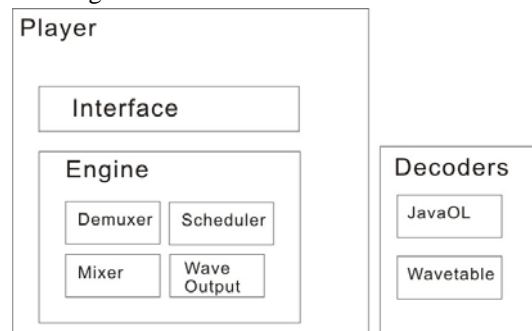 Player
Interface
Engine
Demuxer
Scheduler
Mixer
Wave
Output
Decoders
JavaOL
Wavetable